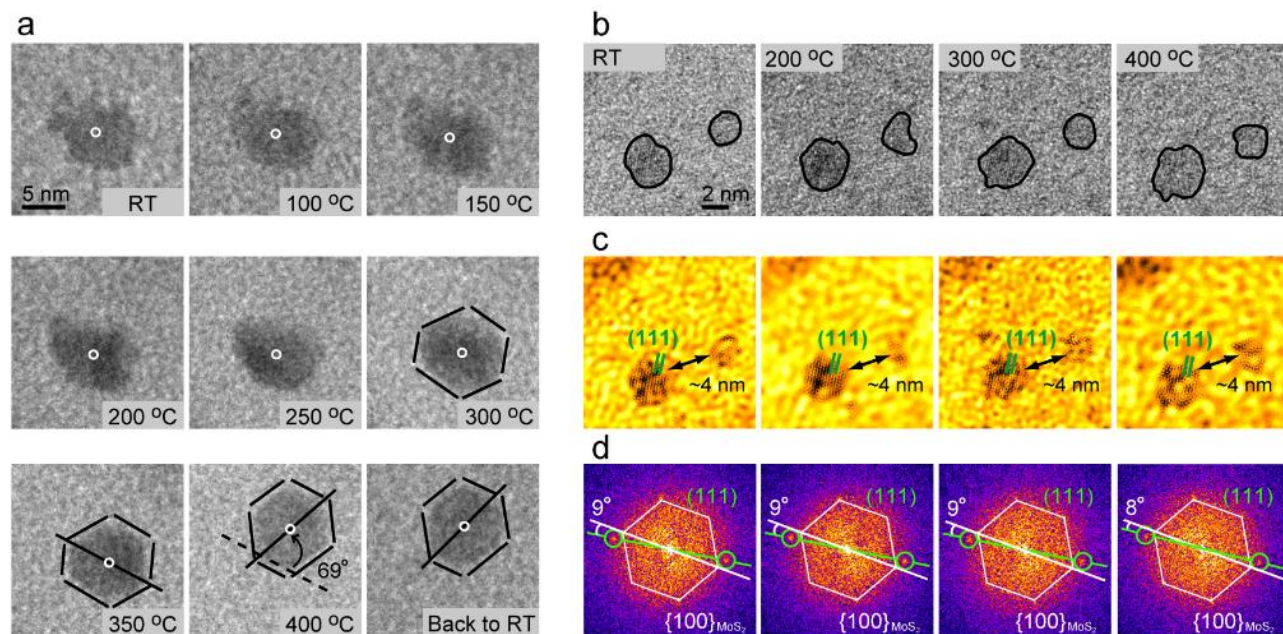 a
5 nm
RT
100 °C
150 °C
200 °C
250 °C
300 °C
350 °C
400 °C
69°
Back to RT
b
RT
200 °C
300 °C
400 °C
2 nm
c
(111)
~4 nm
(111)
~4 nm
(111)
~4 nm
(111)
~4 nm
d
9°
(111)
{100}MoS₂
9°
(111)
{100}MoS₂
9°
(111)
{100}MoS₂
8°
(111)
{100}MoS₂